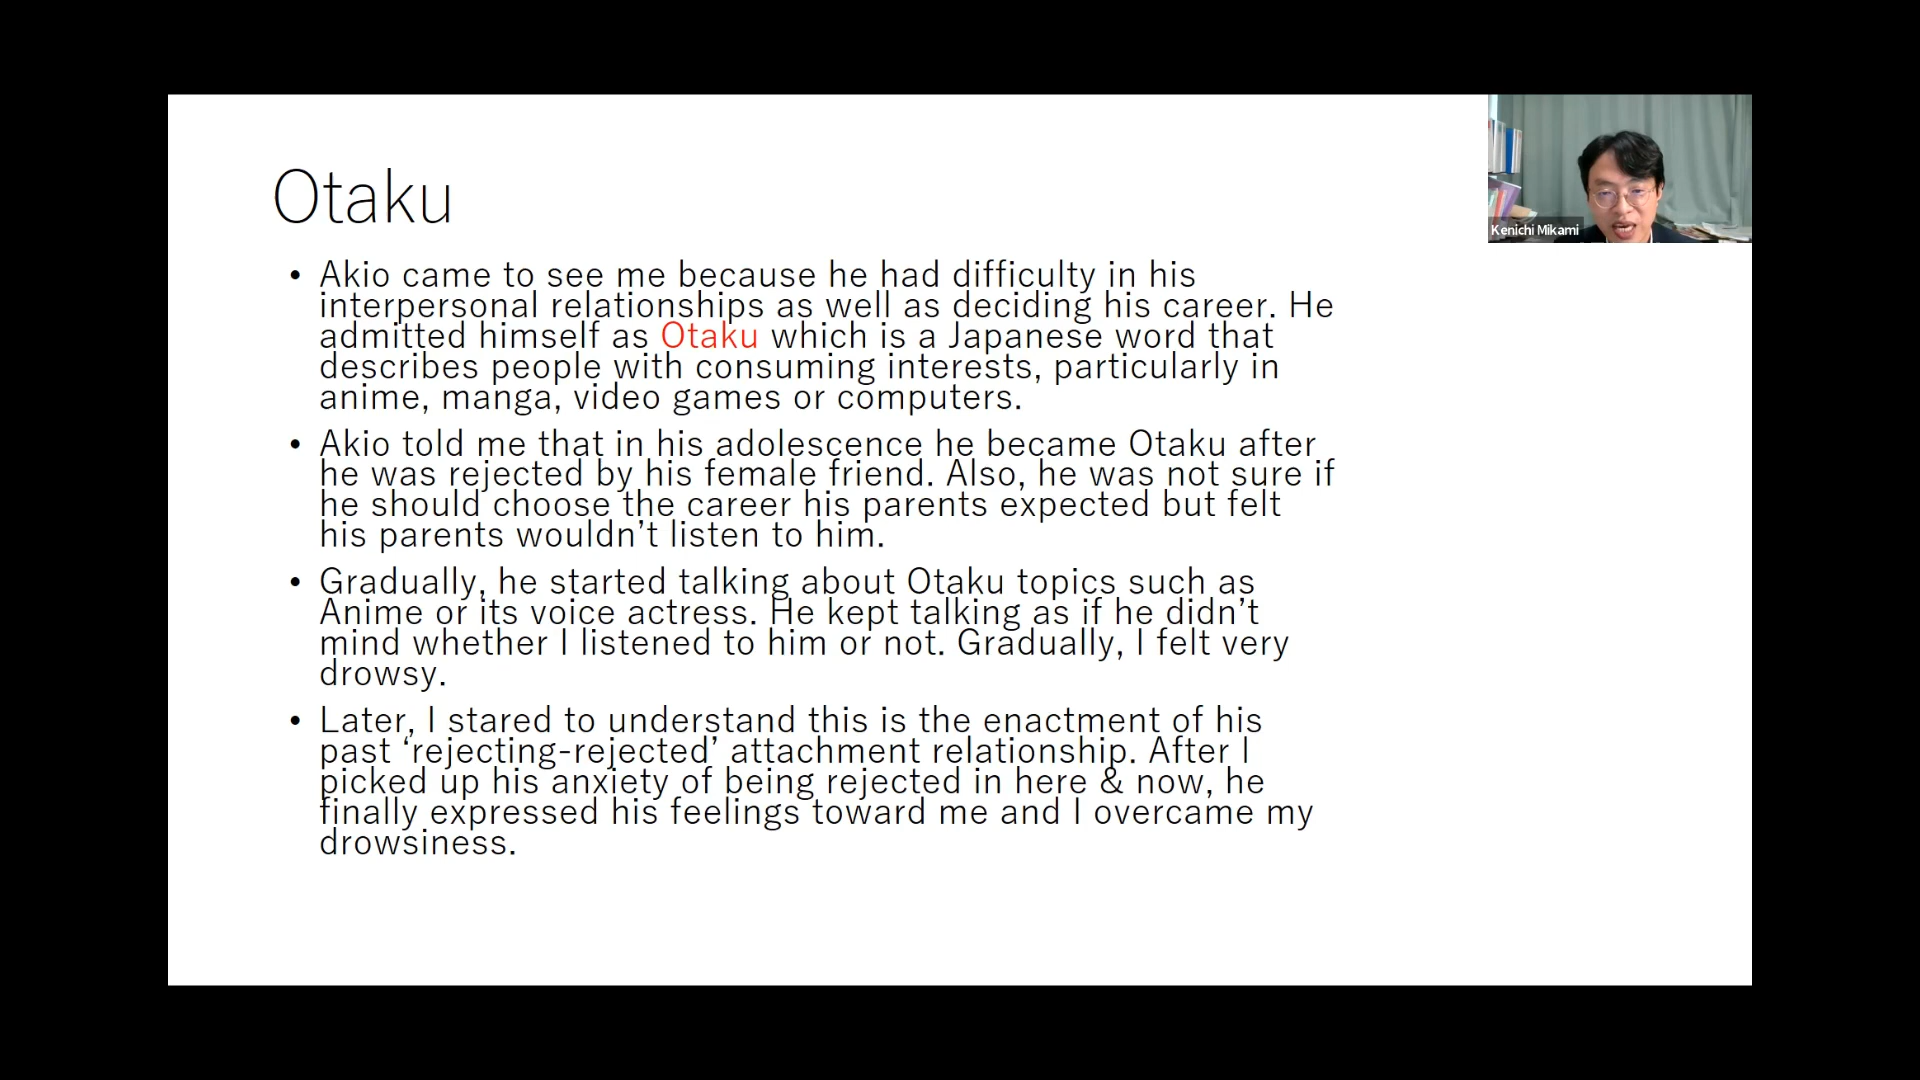 Otaku
Kenichi Mikami
• Akio came to see me because he had difficulty in his
interpersonal relationships as well as deciding his career. He
admitted himself as Otaku which is a Japanese word that
describes people with consuming interests, particularly in
anime, manga, video games or computers.
• Akio told me that in his adolescence he became Otaku after
he was rejected by his female friend. Also, he was not sure if
he should choose the career his parents expected but felt
his parents wouldn’t listen to him.
• Gradually, he started talking about Otaku topics such as
Anime or its voice actress. He kept talking as if he didn’t
mind whether I listened to him or not. Gradually, I felt very
drowsy.
• Later, I stared to understand this is the enactment of his
past ‘rejecting-rejected’ attachment relationship. After I
picked up his anxiety of being rejected in here & now, he
finally expressed his feelings toward me and I overcame my
drowsiness.